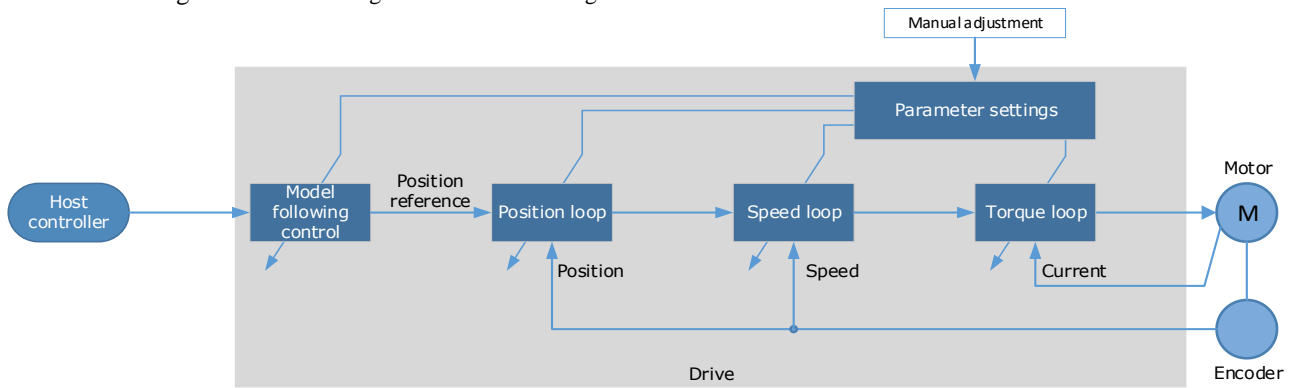 Manual adjustment
Parameter settings
Motor
Host
controller
Model
following
control
Position
reference
Position loop
Speed loop
Torque loop
M
Position
Speed
Current
Drive
Encoder